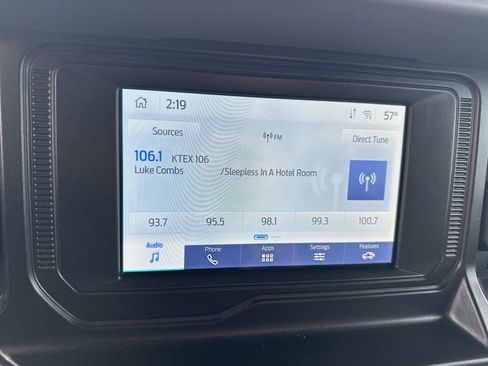 2:19 57°
Sources FM Direct Tune
106.1 KTEX 106
Luke Combs /Sleepless In A Hotel Room
93.7 95.5 98.1 99.3 100.7
Audio Phone Apps Settings Features